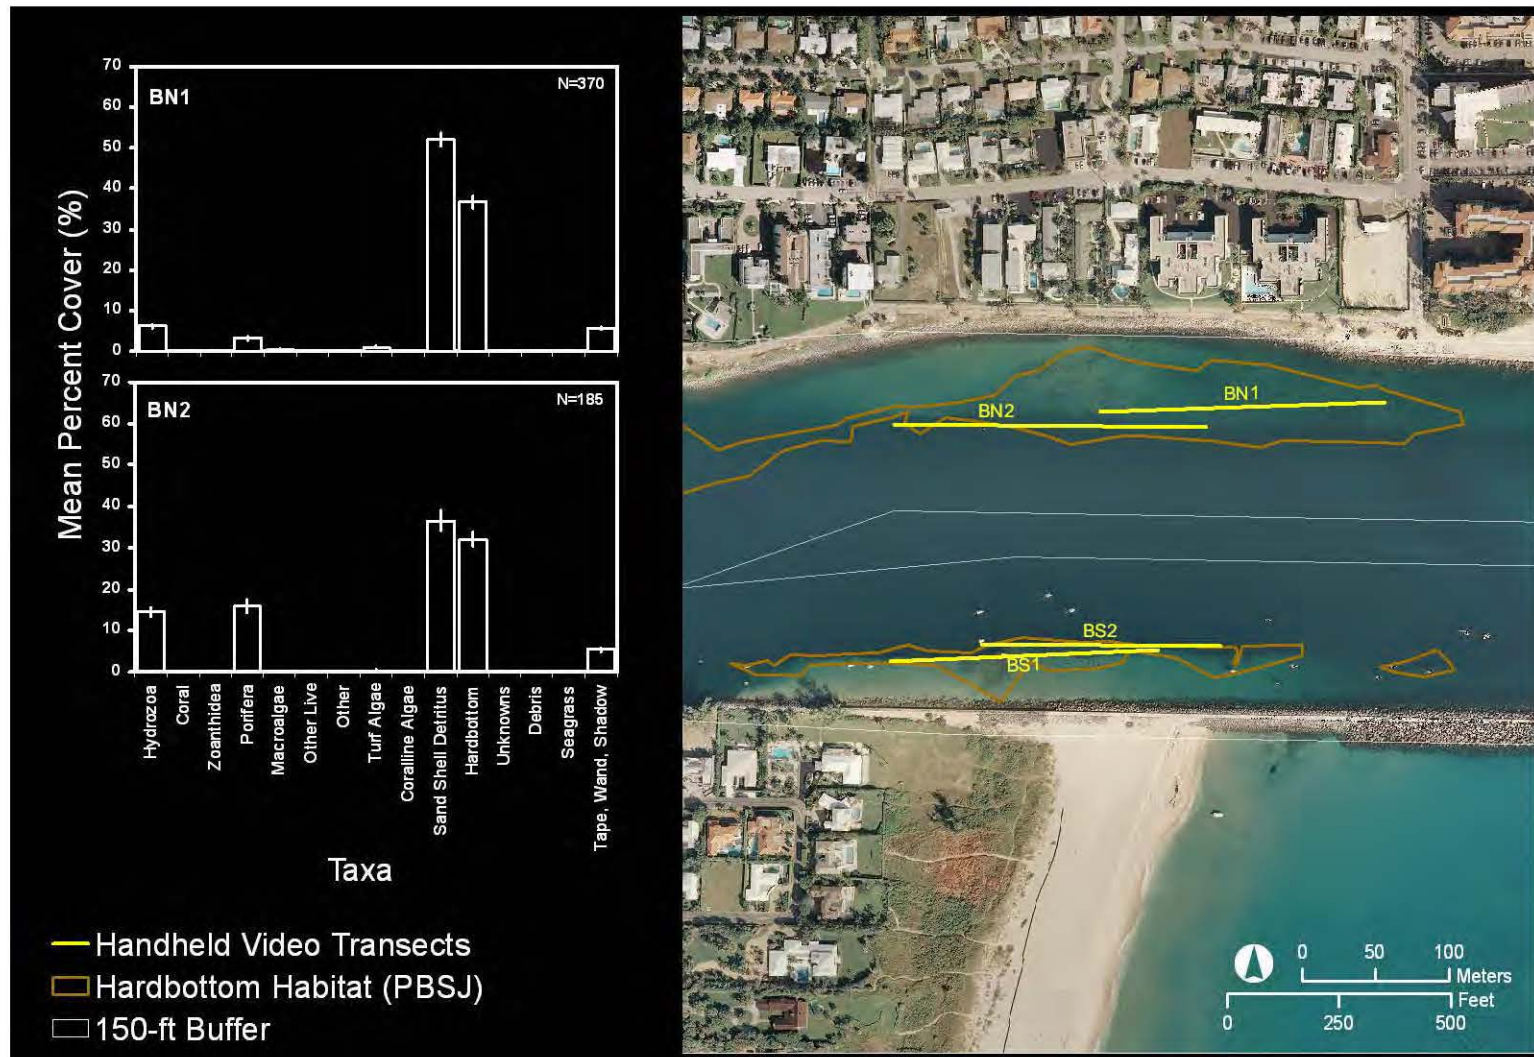 Mean Percent Cover (%)
70
60
50
40
30
20
10
0
BN1
N=370
70
60
50
40
30
20
10
0
BN2
N=185
Hydrozoa
Coral
Zoanthidea
Porifera
Macroalgae
Other Live
Other
Turf Algae
Coralline Algae
Sand Shell Detritus
Hardbottom
Unknowns
Debris
Seagrass
Tape, Wand, Shadow
Taxa
Handheld Video Transects
Hardbottom Habitat (PBSJ)
150-ft Buffer
BN1
BN2
BS2
BS1
0 50 100
Meters
Feet
0 250 500